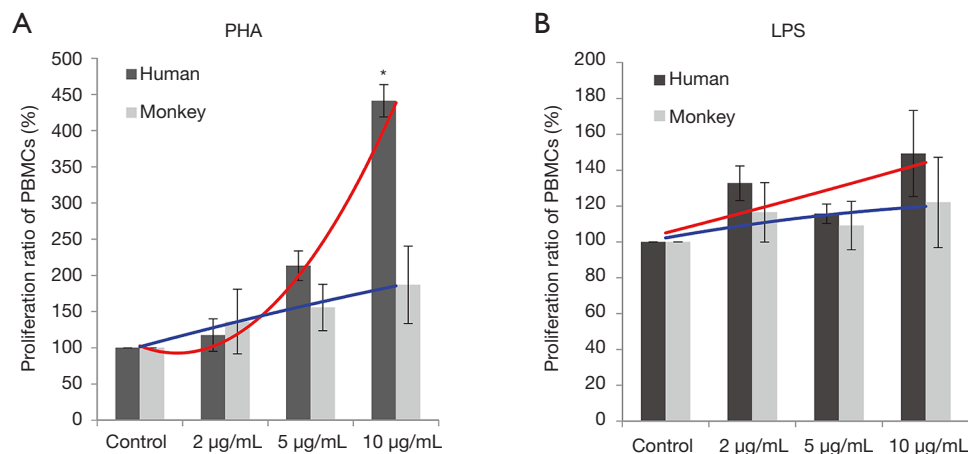 A
PHA
Proliferation ratio of PBMCs (%)
500
450
400
350
300
250
200
150
100
50
0
Human
Monkey
*
Control
2 µg/mL
5 µg/mL
10 µg/mL
B
LPS
Proliferation ratio of PBMCs (%)
200
180
160
140
120
100
80
60
40
20
0
Human
Monkey
Control
2 µg/mL
5 µg/mL
10 µg/mL